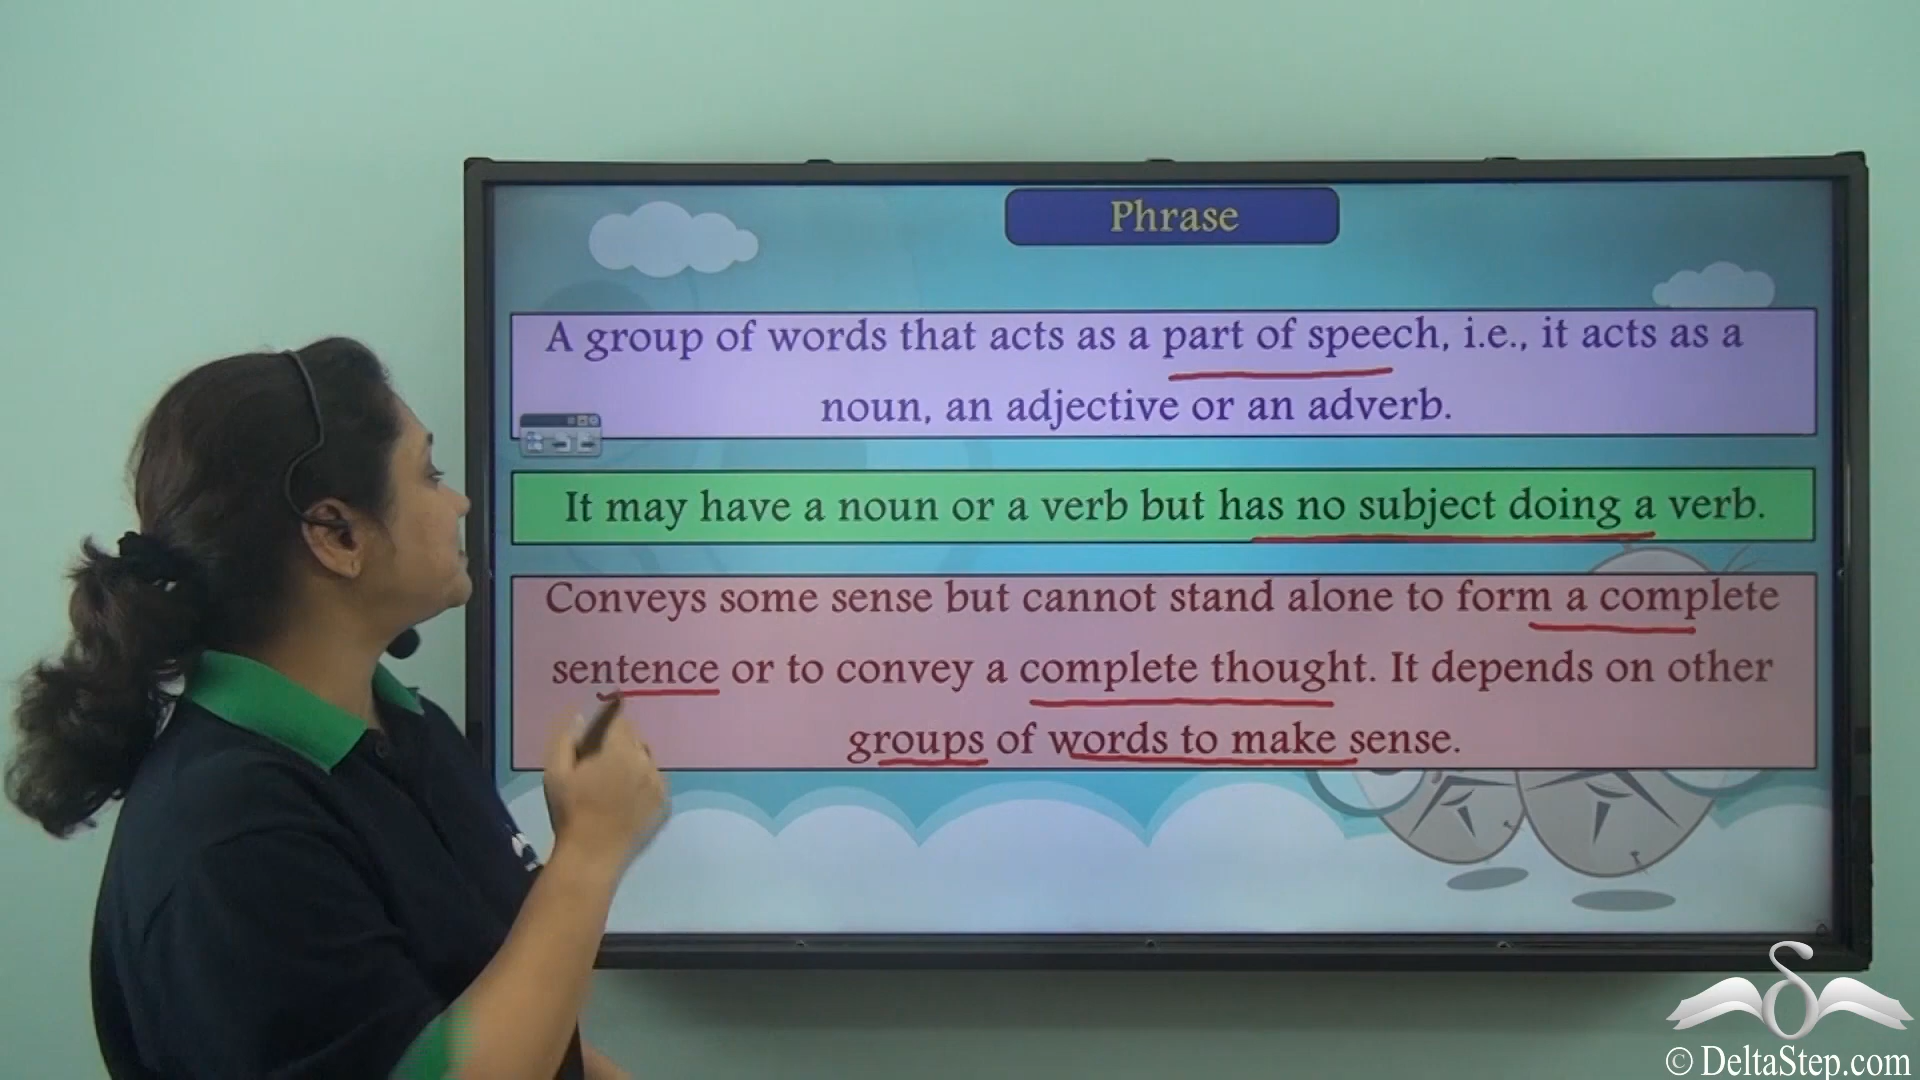 Phrase
A group of words that acts as a part of speech, i.e., it acts as a
noun, an adjective or an adverb.
It may have a noun or a verb but has no subject doing a verb.
Conveys some sense but cannot stand alone to form a complete
sentence or to convey a complete thought. It depends on other
groups of words to make sense.
© DeltaStep.com